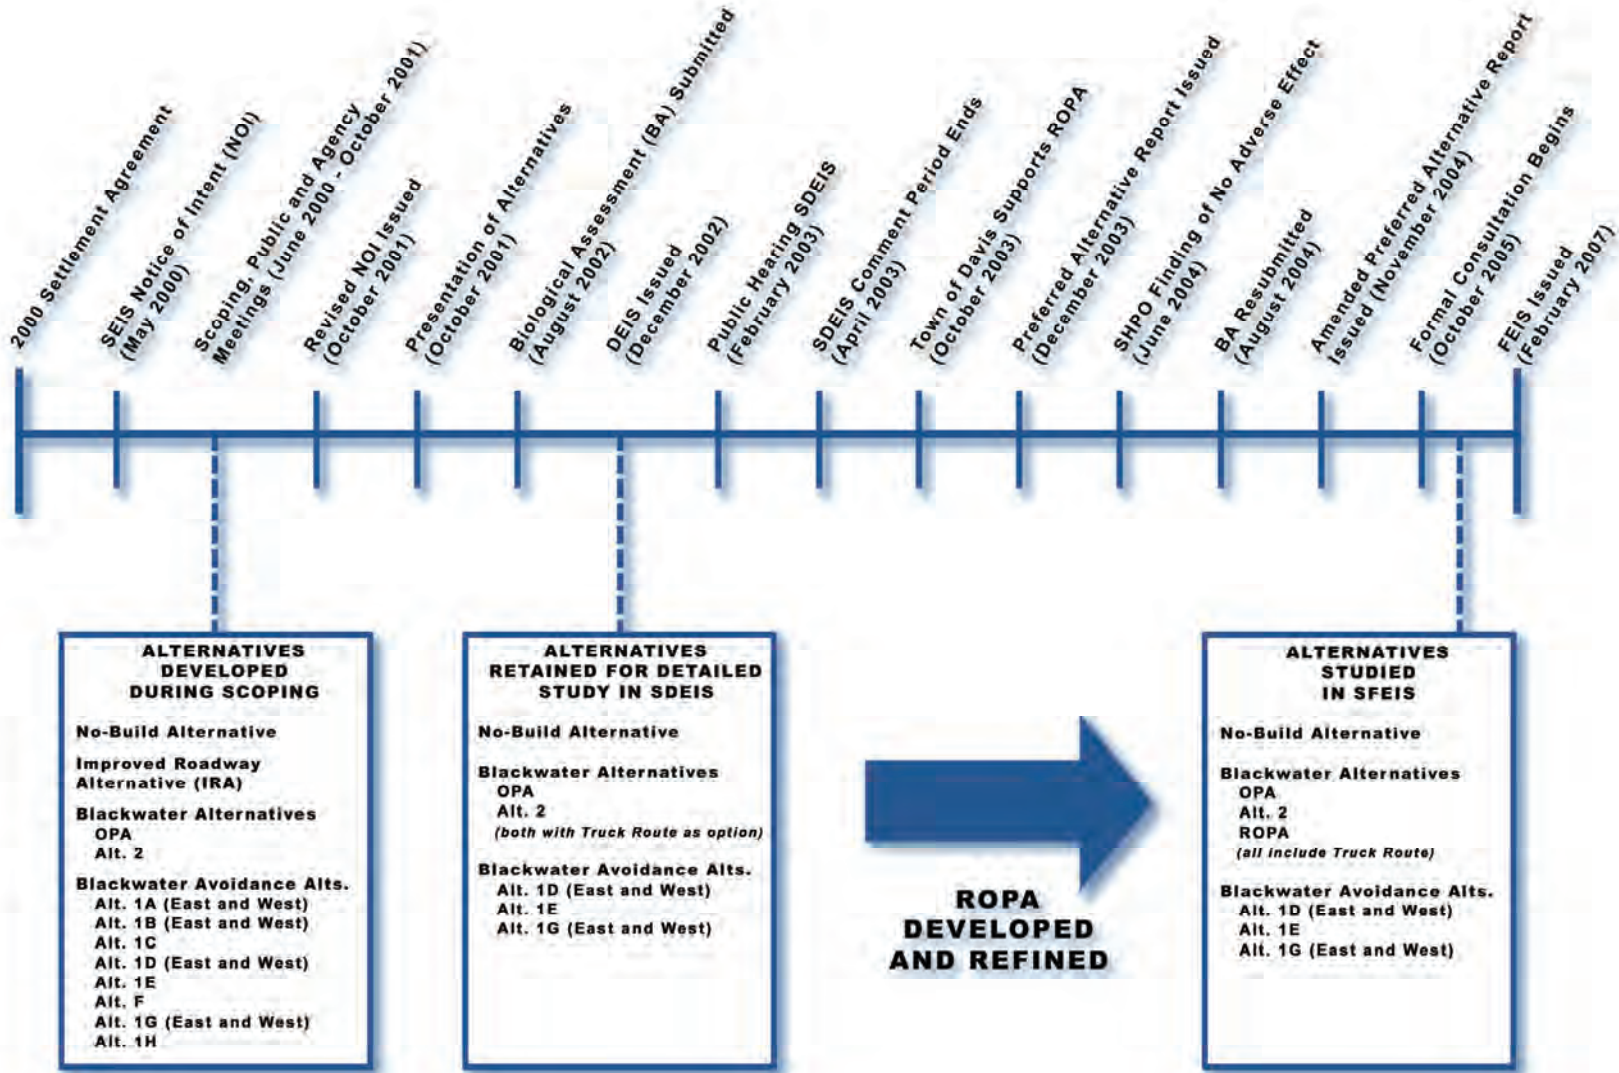 2000 Settlement Agreement
SEIS Notice of Intent (NOI)
(May 2000)
Scoping, Public and Agency
Meetings (June 2000 - October 2001)
Revised NOI Issued
(October 2001)
Presentation of Alternatives
(October 2001)
Biological Assessment (BA) Submitted
(August 2002)
DEIS Issued
(December 2002)
Public Hearing SDEIS
(February 2003)
SDEIS Comment Period Ends
(April 2003)
Town of Davis Supports ROPA
(October 2003)
Preferred Alternative Report Issued
(December 2003)
SHPO Finding of No Adverse Effect
(June 2004)
BA Resubmitted
(August 2004)
Amended Preferred Alternative Report
Issued (November 2004)
Formal Consultation Begins
(October 2005)
FEIS Issued
(February 2007)
ALTERNATIVES
DEVELOPED
DURING SCOPING
No-Build Alternative
Improved Roadway
Alternative (IRA)
Blackwater Alternatives
OPA
Alt. 2
Blackwater Avoidance Alts.
Alt. 1A (East and West)
Alt. 1B (East and West)
Alt. 1C
Alt. 1D (East and West)
Alt. 1E
Alt. F
Alt. 1G (East and West)
Alt. 1H
ALTERNATIVES
RETAINED FOR DETAILED
STUDY IN SDEIS
No-Build Alternative
Blackwater Alternatives
OPA
Alt. 2
(both with Truck Route as option)
Blackwater Avoidance Alts.
Alt. 1D (East and West)
Alt. 1E
Alt. 1G (East and West)
ROPA
DEVELOPED
AND REFINED
ALTERNATIVES
STUDIED
IN SFEIS
No-Build Alternative
Blackwater Alternatives
OPA
Alt. 2
ROPA
(all include Truck Route)
Blackwater Avoidance Alts.
Alt. 1D (East and West)
Alt. 1E
Alt. 1G (East and West)